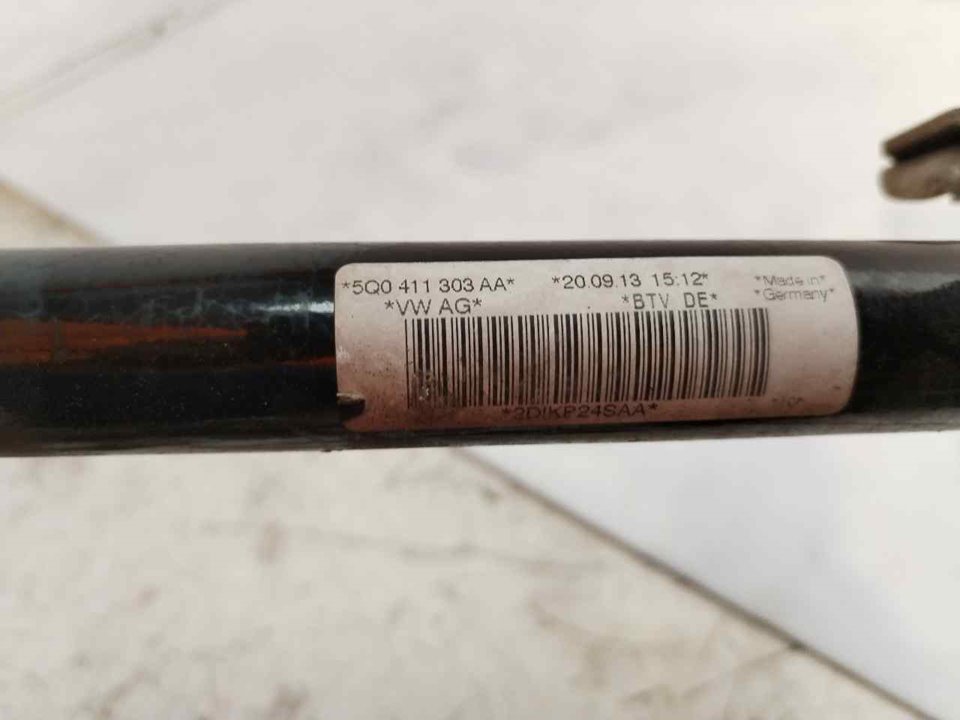 *5Q0 411 303 AA* *20.09.13 15:12* *Made in*
*VW AG* *BTV DE* *Germany*
*2DIKP24SAA*